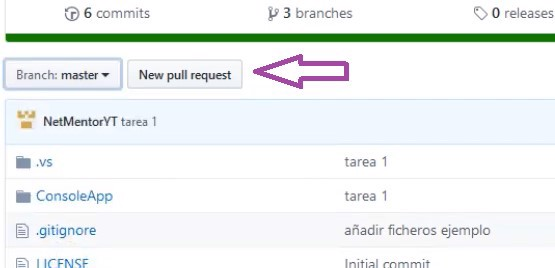 6 commits 3 branches 0 releases
Branch: master New pull request
NetMentorYT tarea 1
.vs tarea 1
ConsoleApp tarea 1
.gitignore añadir ficheros ejemplo
LICENSE Initial commit